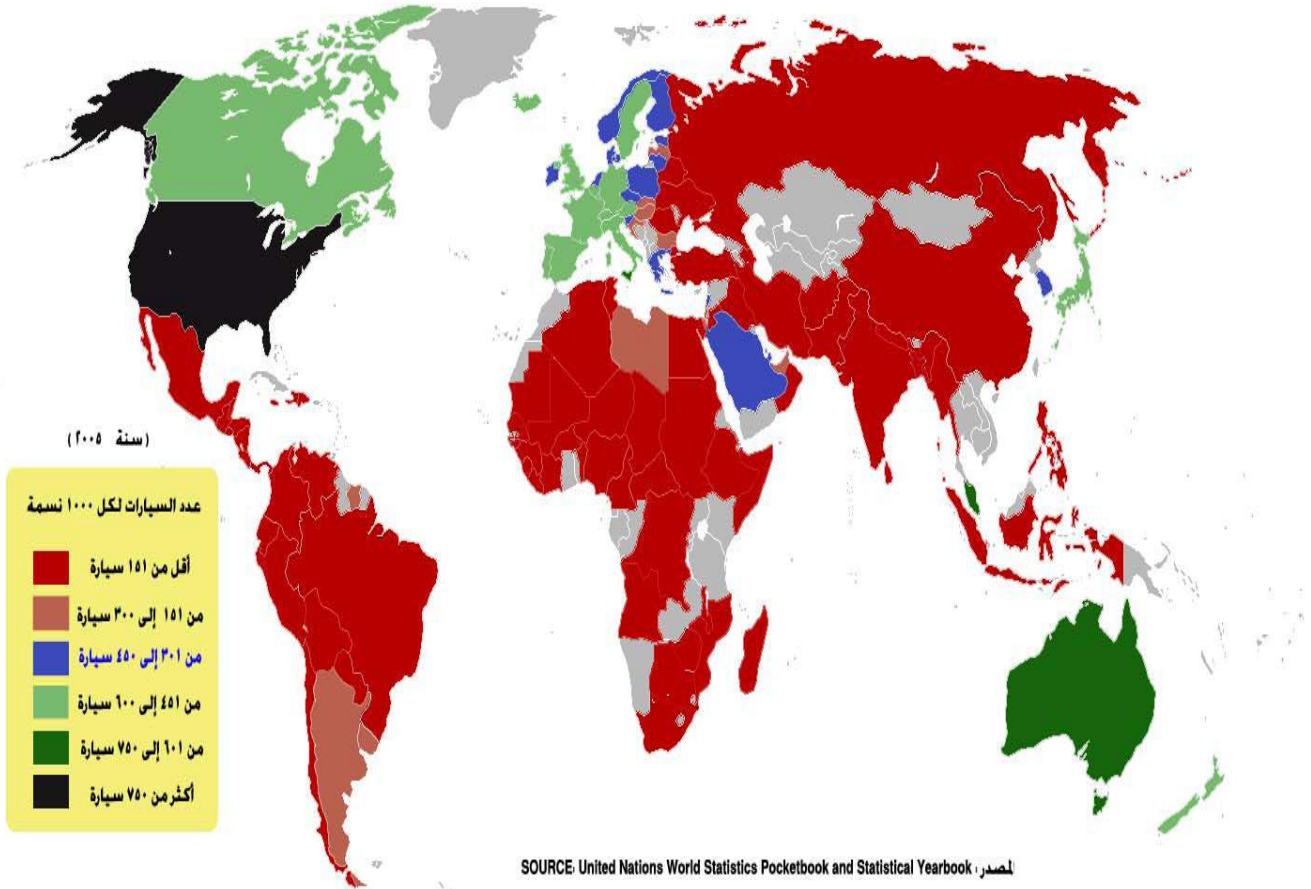 (سنة ٢٠٠٥)
عدد السيارات لكل ١٠٠٠ نسمة
أقل من ١٥١ سيارة
من ١٥١ إلى ٣٠٠ سيارة
من ٣٠١ إلى ٤٥٠ سيارة
من ٤٥١ إلى ٦٠٠ سيارة
من ٦٠١ إلى ٧٥٠ سيارة
أكثر من ٧٥٠ سيارة
SOURCE: United Nations World Statistics Pocketbook and Statistical Yearbook : المصدر